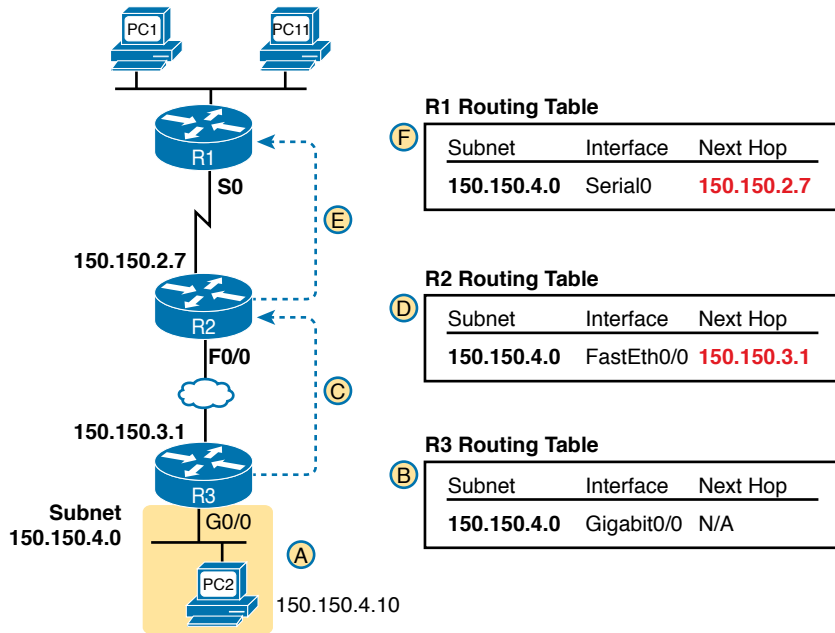 PC1
PC11
R1
S0
E
150.150.2.7
R2
F0/0
C
150.150.3.1
R3
G0/0
Subnet
150.150.4.0
A
PC2
150.150.4.10
R1 Routing Table
F
Subnet Interface Next Hop
150.150.4.0 Serial0 150.150.2.7
R2 Routing Table
D
Subnet Interface Next Hop
150.150.4.0 FastEth0/0 150.150.3.1
R3 Routing Table
B
Subnet Interface Next Hop
150.150.4.0 Gigabit0/0 N/A